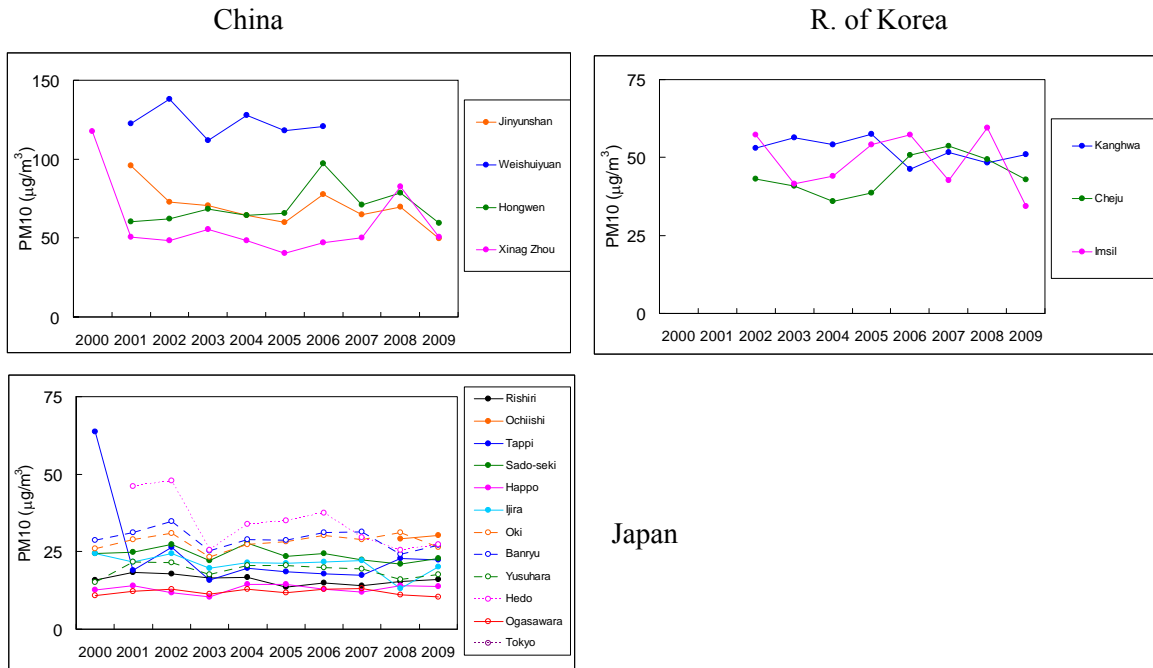 China
R. of Korea
PM10 (μg/m³)
150
100
50
0
2000 2001 2002 2003 2004 2005 2006 2007 2008 2009
Jinyunshan
Weishuiyuan
Hongwen
Xinag Zhou
PM10 (μg/m³)
75
50
25
0
2000 2001 2002 2003 2004 2005 2006 2007 2008 2009
Kanghwa
Cheju
Imsil
PM10 (μg/m³)
75
50
25
0
2000 2001 2002 2003 2004 2005 2006 2007 2008 2009
Rishiri
Ochiishi
Tappi
Sado-seki
Happo
Ijira
Oki
Banryu
Yusuhara
Hedo
Ogasawara
Tokyo
Japan